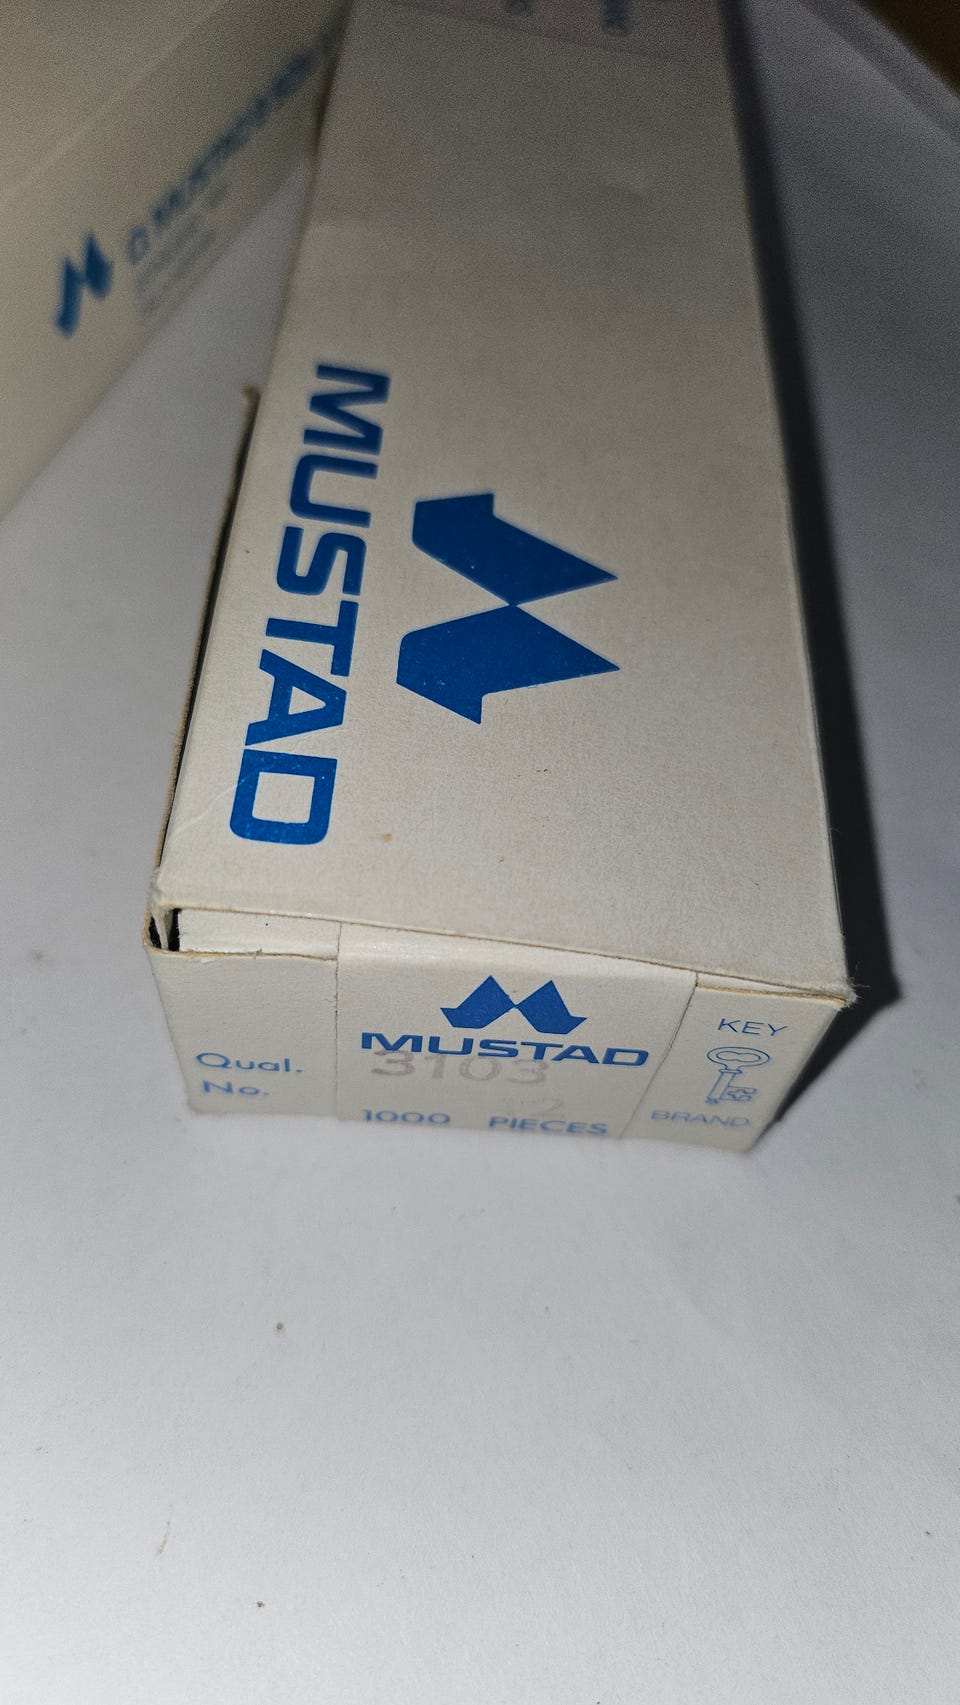 MUSTAD
MUSTAD
Qual. 3103
No.
1000 PIECES
KEY
BRAND